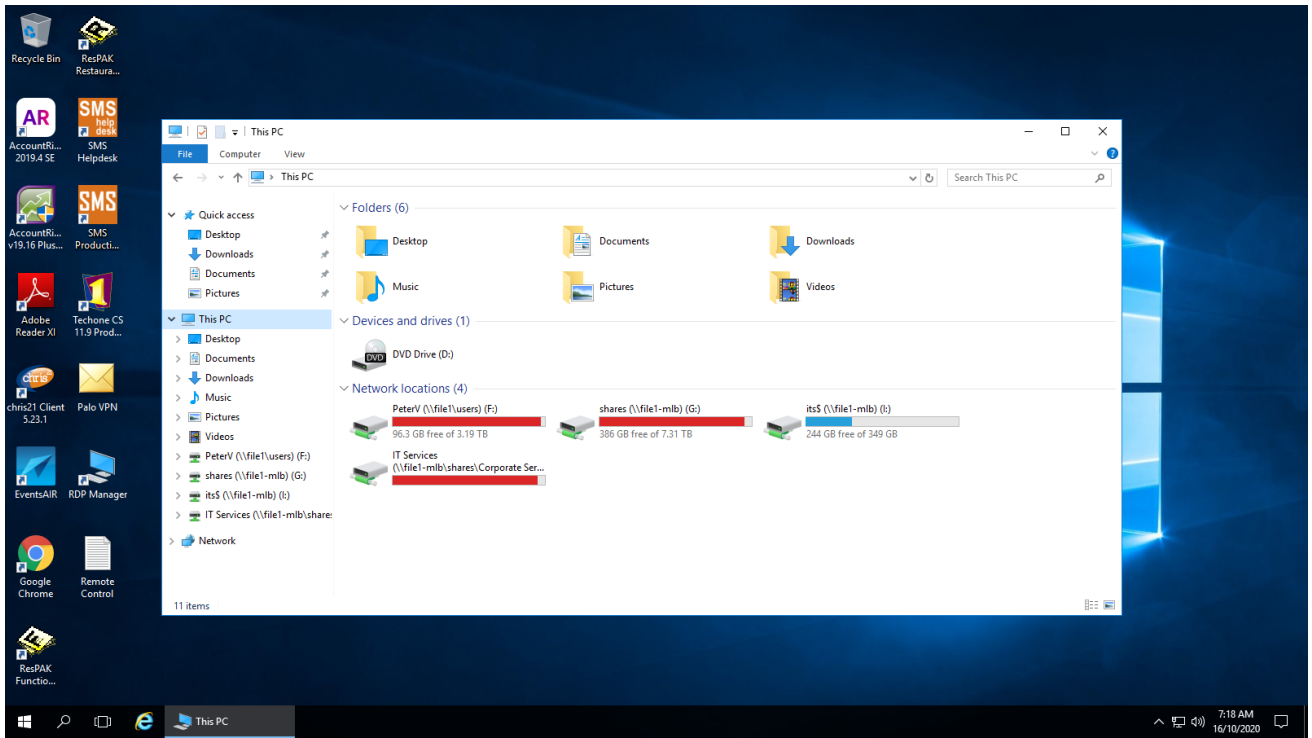 Recycle Bin
ResPAK
Restaura...
AR
AccountRi...
2019.4 SE
SMS
help
desk
SMS
Helpdesk
AccountRi...
v19.16 Plus...
SMS
SMS
Producti...
Adobe
Reader XI
Techone CS
11.9 Prod...
chris
chris21 Client
5.23.1
Palo VPN
EventsAIR
RDP Manager
Google
Chrome
Remote
Control
ResPAK
Functio...
This PC
File
Computer
View
This PC
Search This PC
Quick access
Desktop
Downloads
Documents
Pictures
This PC
Desktop
Documents
Downloads
Music
Pictures
Videos
PeterV (\\file1\users) (F:)
shares (\\file1-mlb) (G:)
its$ (\\file1-mlb) (I:)
IT Services (\\file1-mlb\shares
Network
Folders (6)
Desktop
Documents
Downloads
Music
Pictures
Videos
Devices and drives (1)
DVD
DVD Drive (D:)
Network locations (4)
PeterV (\\file1\users) (F:)
96.3 GB free of 3.19 TB
shares (\\file1-mlb) (G:)
386 GB free of 7.31 TB
its$ (\\file1-mlb) (I:)
244 GB free of 349 GB
IT Services
(\\file1-mlb\shares\Corporate Ser...
11 items
This PC
7:18 AM
16/10/2020